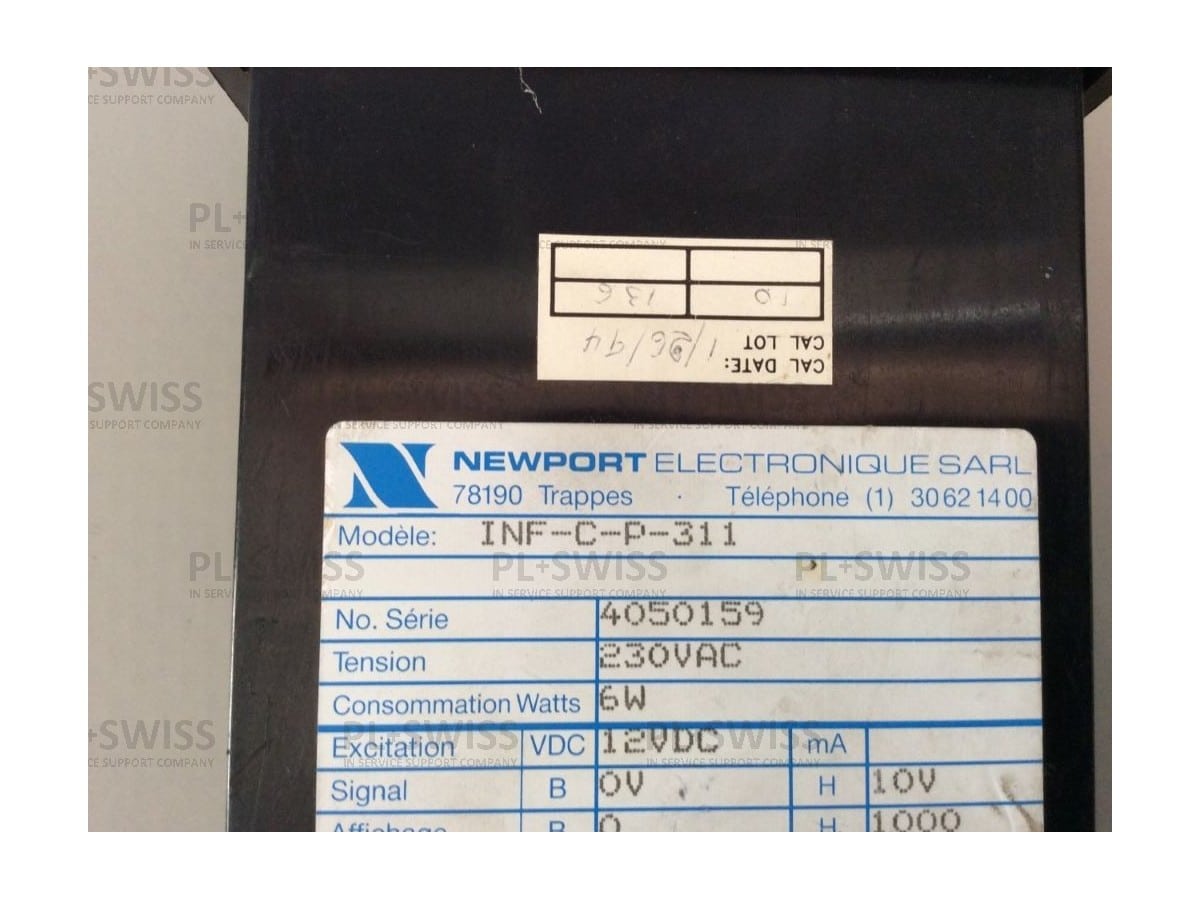 PL+SWISS
IN SERVICE SUPPORT COMPANY
CAL DATE: 1/26/94
CAL LOT
10 136
NEWPORT ELECTRONIQUE SARL
78190 Trappes · Téléphone (1) 30 62 14 00
Modèle: INF-C-P-311
No. Série 4050159
Tension 230VAC
Consommation Watts 6W
Excitation VDC 12VDC mA
Signal B 0V H 10V
Affichage B 0 H 1000